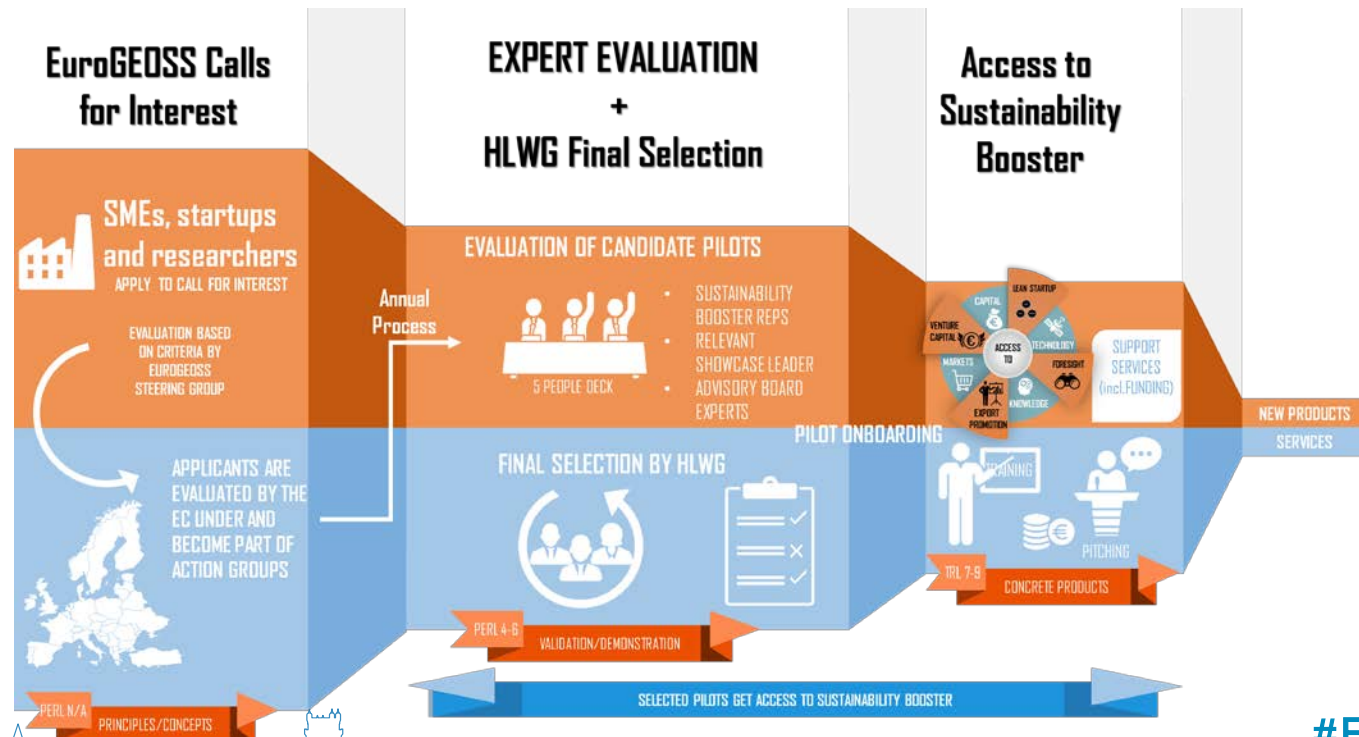 EuroGEOSS Calls
for Interest
SMEs, startups
and researchers
APPLY TO CALL FOR INTEREST
EVALUATION BASED
ON CRITERIA BY
EUROGEOSS
STEERING GROUP
APPLICANTS ARE
EVALUATED BY THE
EC UNDER AND
BECOME PART OF
ACTION GROUPS
PERL N/A
PRINCIPLES/CONCEPTS
Annual
Process
EXPERT EVALUATION
+
HLWG Final Selection
EVALUATION OF CANDIDATE PILOTS
5 PEOPLE DECK
• SUSTAINABILITY
BOOSTER REPS
• RELEVANT
SHOWCASE LEADER
• ADVISORY BOARD
EXPERTS
FINAL SELECTION BY HLWG
PERL 4-6
VALIDATION/DEMONSTRATION
PILOT ONBOARDING
Access to
Sustainability
Booster
LEAN STARTUP
CAPITAL
VENTURE
CAPITAL
TECHNOLOGY
ACCESS
TO
MARKETS
FORESIGHT
KNOWLEDGE
EXPORT
PROMOTION
SUPPORT
SERVICES
(incl.FUNDING)
TRAINING
PITCHING
TRL 7-9
CONCRETE PRODUCTS
NEW PRODUCTS
SERVICES
SELECTED PILOTS GET ACCESS TO SUSTAINABILITY BOOSTER